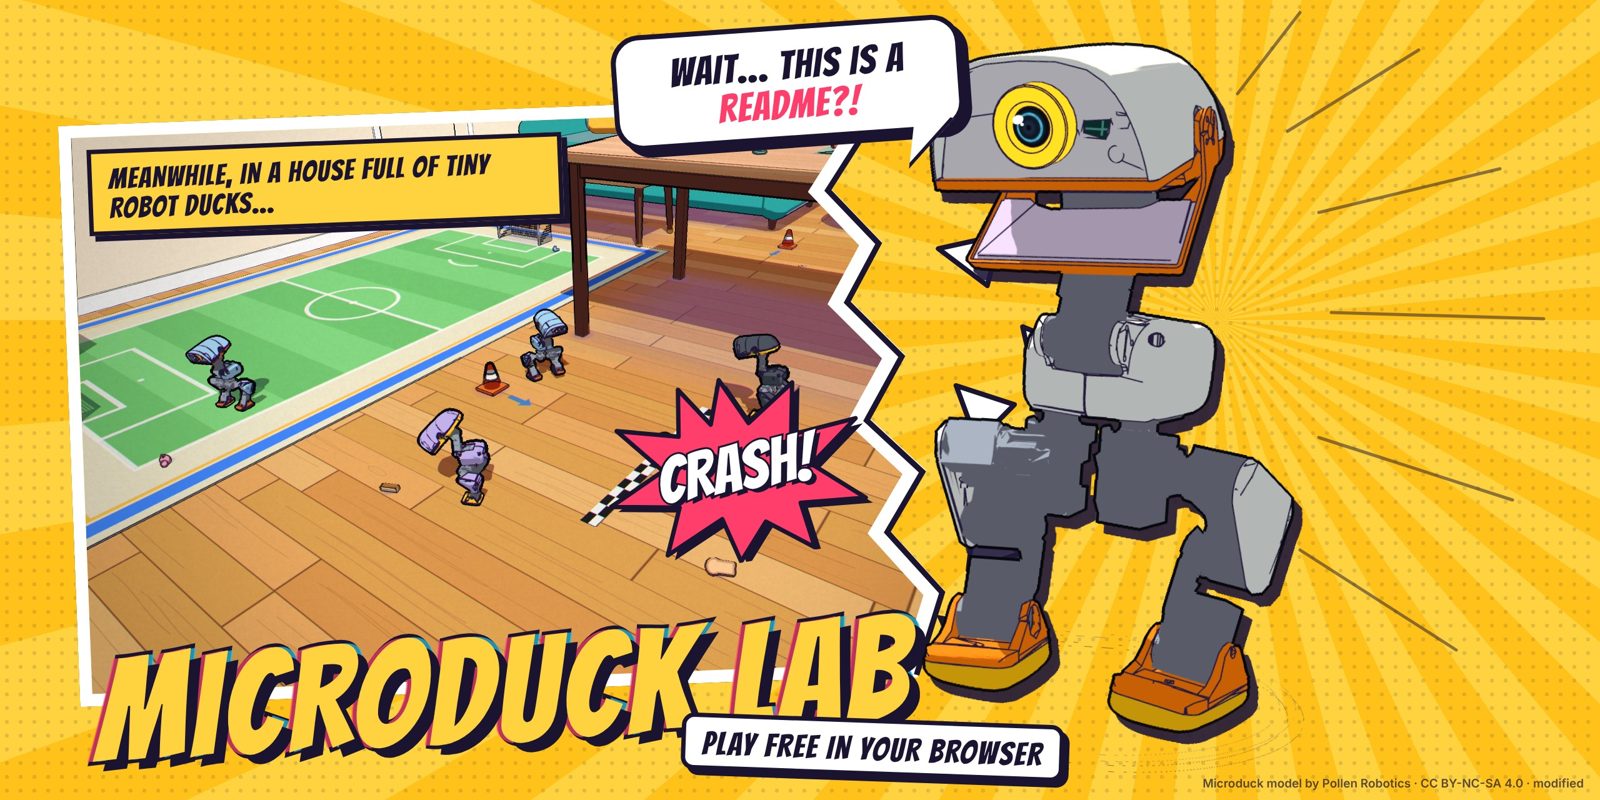 WAIT... THIS IS A
README?!
MEANWHILE, IN A HOUSE FULL OF TINY
ROBOT DUCKS...
CRASH!
MICRODUCK LAB
PLAY FREE IN YOUR BROWSER
Microduck model by Pollen Robotics · CC BY-NC-SA 4.0 · modified